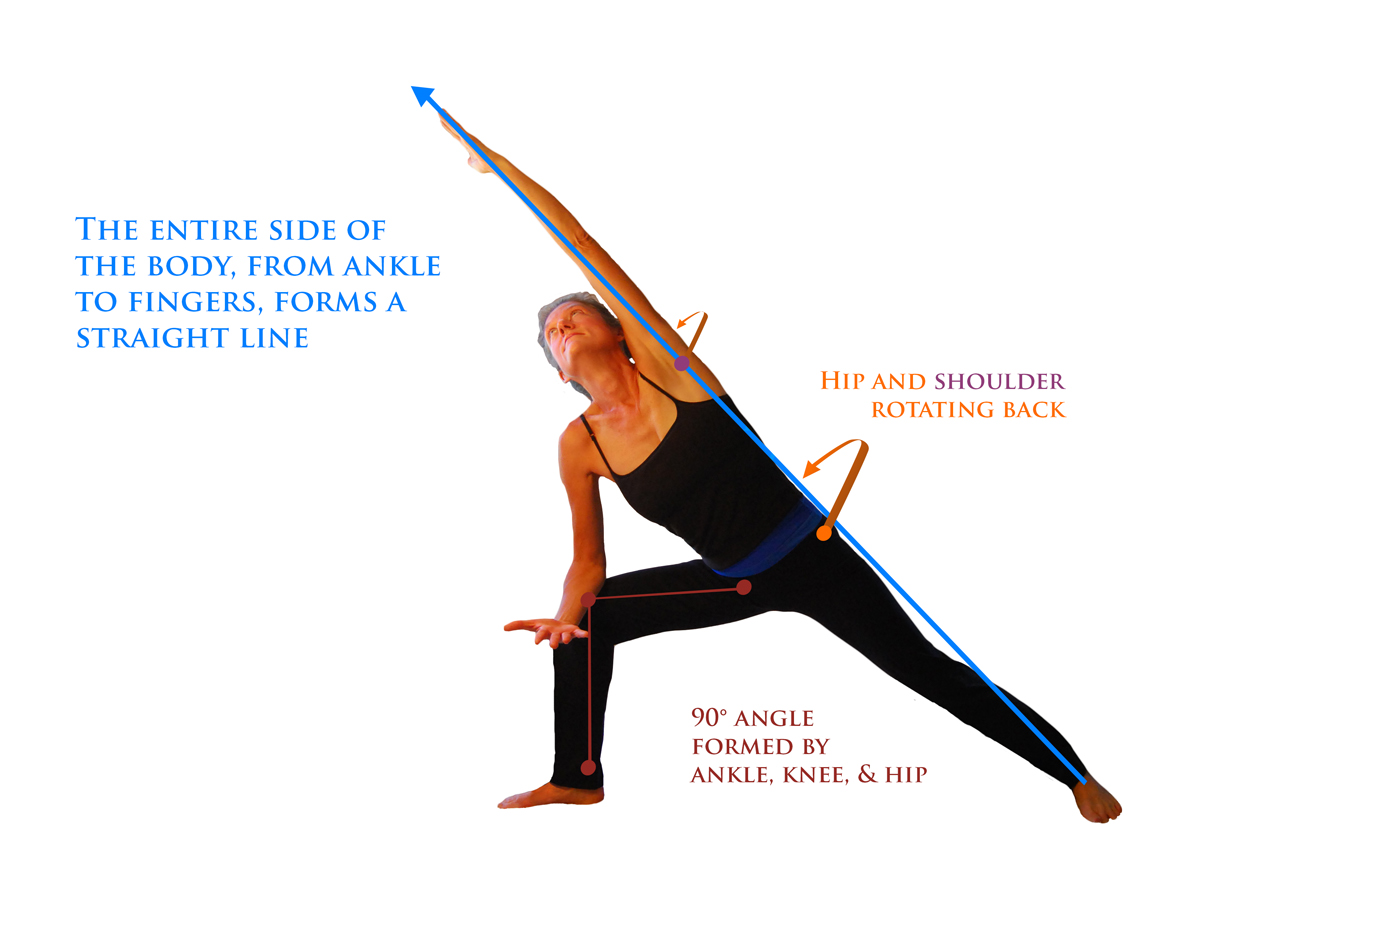 The entire side of
the body, from ankle
to fingers, forms a
straight line
Hip and shoulder
rotating back
90° angle
formed by
ankle, knee, & hip